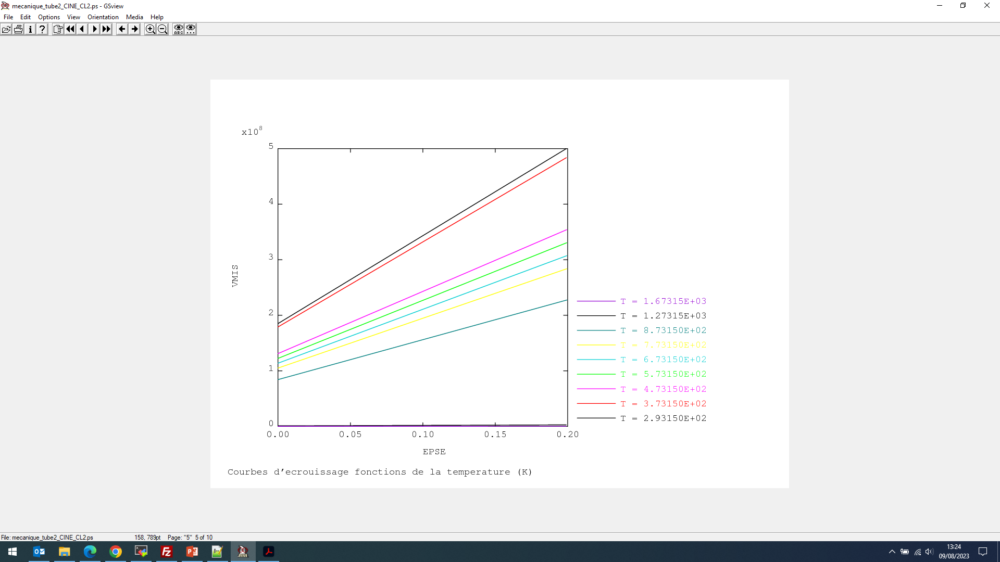 mecanique_tube2_CINE_CL2.ps - GSview
File Edit Options View Orientation Media Help
x10⁸
5
4
3
2
1
0
VMIS
0.00 0.05 0.10 0.15 0.20
EPSE
T = 1.67315E+03
T = 1.27315E+03
T = 8.73150E+02
T = 7.73150E+02
T = 6.73150E+02
T = 5.73150E+02
T = 4.73150E+02
T = 3.73150E+02
T = 2.93150E+02
Courbes d'ecrouissage fonctions de la temperature (K)
File: mecanique_tube2_CINE_CL2.ps 158, 789pt Page: "5" 5 of 10
13:24
09/08/2023